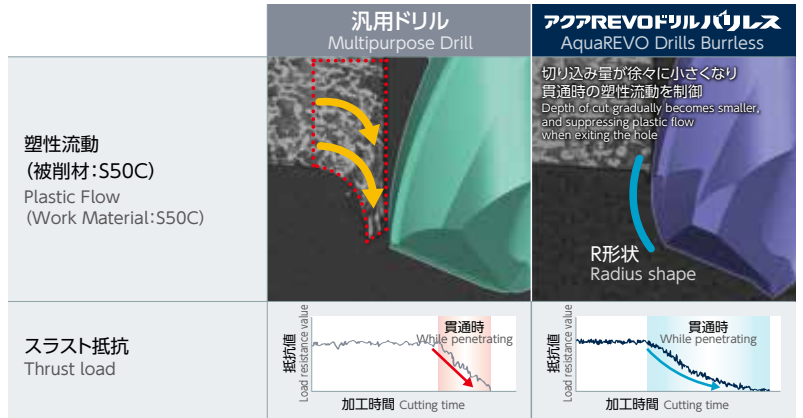 汎用ドリル
Multipurpose Drill
アクアREVOドリル バリレス
AquaREVO Drills Burrless
塑性流動
(被削材:S50C)
Plastic Flow
(Work Material:S50C)
切り込み量が徐々に小さくなり
貫通時の塑性流動を制御
Depth of cut gradually becomes smaller,
and suppressing plastic flow
when exiting the hole
R形状
Radius shape
スラスト抵抗
Thrust load
抵抗値
Load resistance value
貫通時
While penetrating
加工時間 Cutting time
抵抗値
Load resistance value
貫通時
While penetrating
加工時間 Cutting time